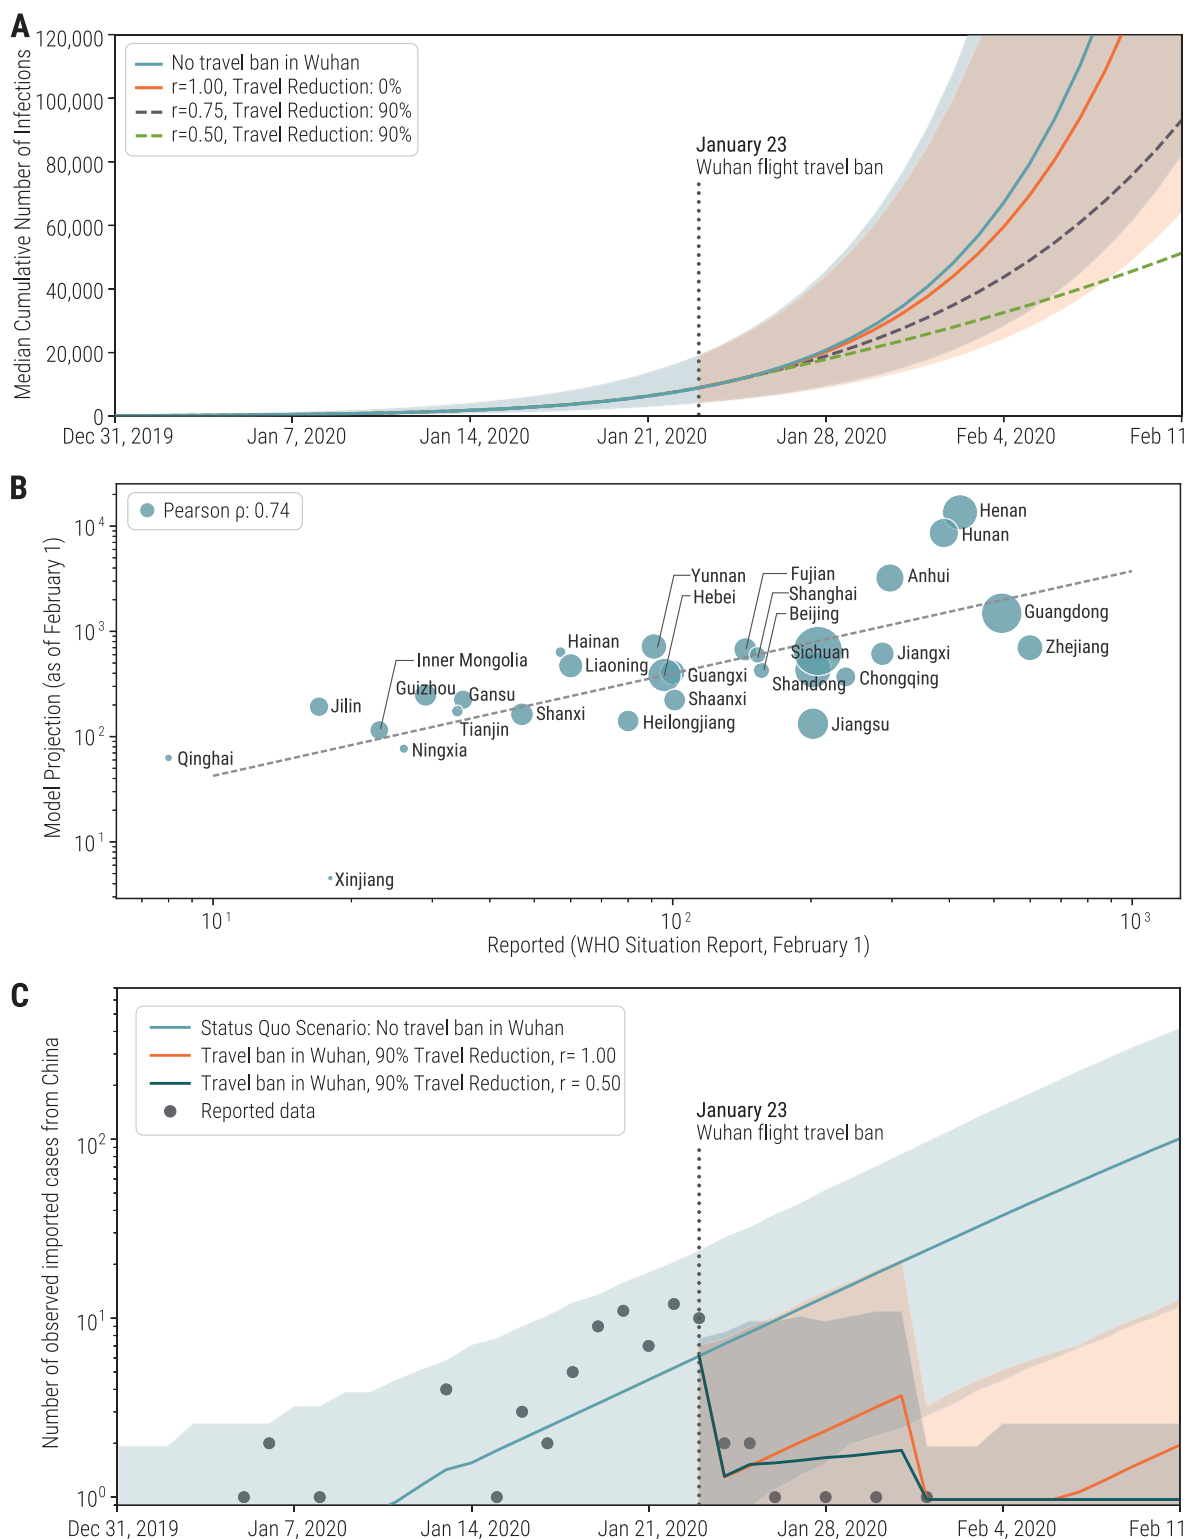 A
Median Cumulative Number of Infections
120,000
100,000
80,000
60,000
40,000
20,000
0
No travel ban in Wuhan
r=1.00, Travel Reduction: 0%
r=0.75, Travel Reduction: 90%
r=0.50, Travel Reduction: 90%
January 23
Wuhan flight travel ban
Dec 31, 2019
Jan 7, 2020
Jan 14, 2020
Jan 21, 2020
Jan 28, 2020
Feb 4, 2020
Feb 11
B
Model Projection (as of February 1)
10^4
10^3
10^2
10^1
Pearson ρ: 0.74
Henan
Hunan
Yunnan
Fujian
Anhui
Hebei
Shanghai
Beijing
Guangdong
Hainan
Zhejiang
Inner Mongolia
Liaoning
Sichuan
Jiangxi
Guizhou
Gansu
Guangxi
Shandong
Chongqing
Jilin
Shanxi
Shaanxi
Tianjin
Heilongjiang
Jiangsu
Ningxia
Qinghai
Xinjiang
10^1
10^2
10^3
Reported (WHO Situation Report, February 1)
C
Number of observed imported cases from China
10^2
10^1
10^0
Status Quo Scenario: No travel ban in Wuhan
Travel ban in Wuhan, 90% Travel Reduction, r= 1.00
Travel ban in Wuhan, 90% Travel Reduction, r = 0.50
Reported data
January 23
Wuhan flight travel ban
Dec 31, 2019
Jan 7, 2020
Jan 14, 2020
Jan 21, 2020
Jan 28, 2020
Feb 4, 2020
Feb 11